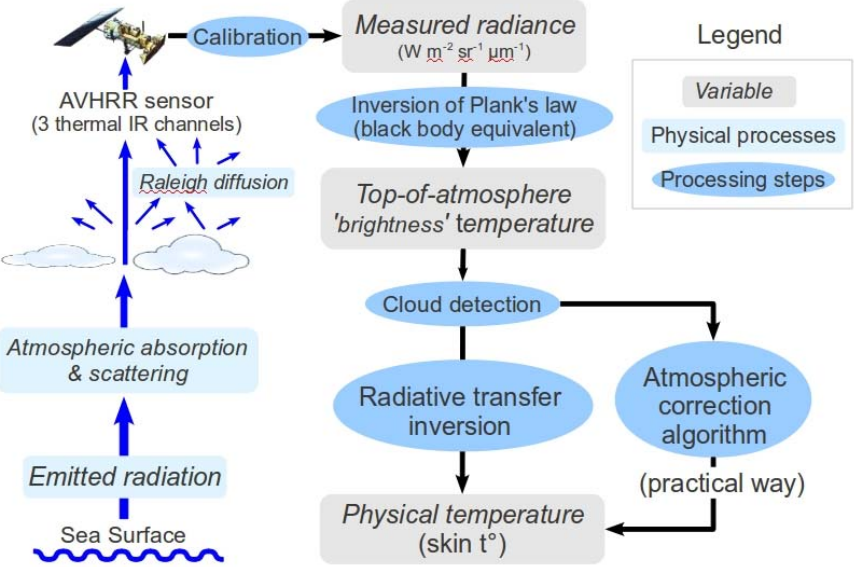 Calibration
Measured radiance
(W m⁻² sr⁻¹ µm⁻¹)
Legend
Variable
Physical processes
Processing steps
AVHRR sensor
(3 thermal IR channels)
Inversion of Plank's law
(black body equivalent)
Raleigh diffusion
Top-of-atmosphere
'brightness' temperature
Cloud detection
Atmospheric absorption
& scattering
Radiative transfer
inversion
Atmospheric
correction
algorithm
(practical way)
Emitted radiation
Physical temperature
(skin t°)
Sea Surface